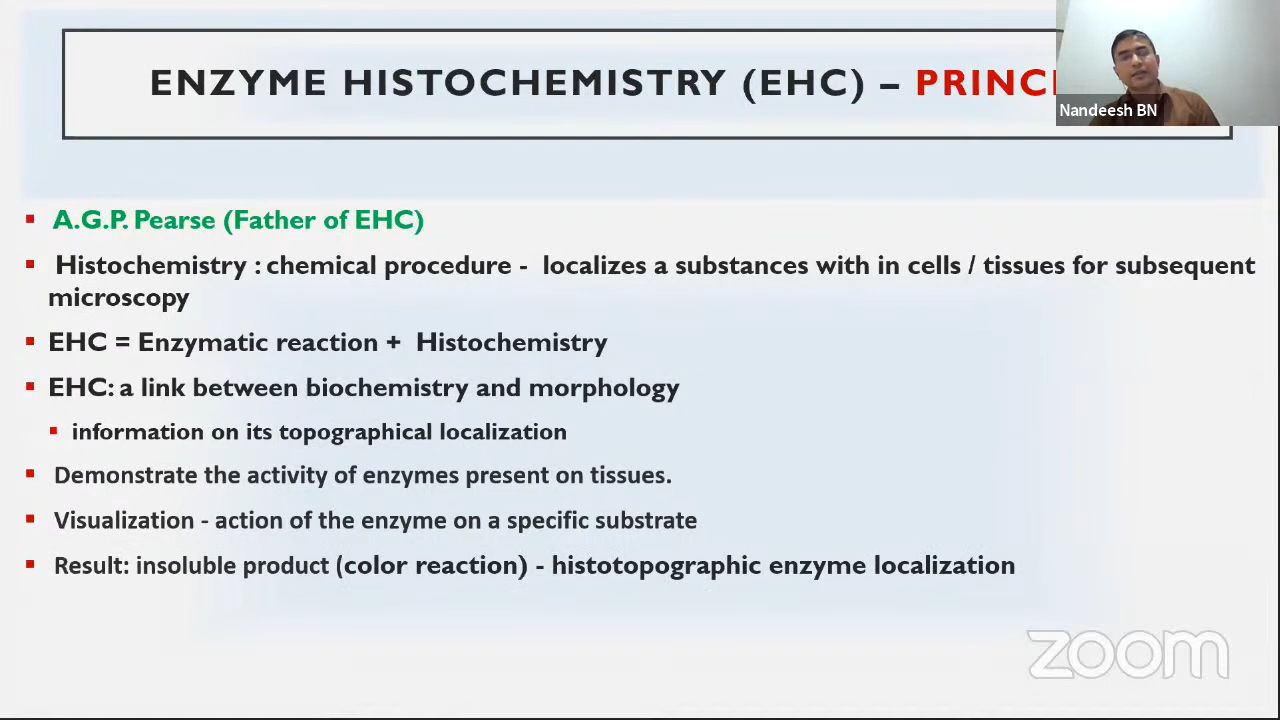 ENZYME HISTOCHEMISTRY (EHC) –
Nandeesh BN
A.G.P. Pearse (Father of EHC)
Histochemistry : chemical procedure - localizes a substances with in cells / tissues for subsequent
microscopy
EHC = Enzymatic reaction + Histochemistry
EHC: a link between biochemistry and morphology
information on its topographical localization
Demonstrate the activity of enzymes present on tissues.
Visualization - action of the enzyme on a specific substrate
Result: insoluble product (color reaction) - histotopographic enzyme localization
zoom